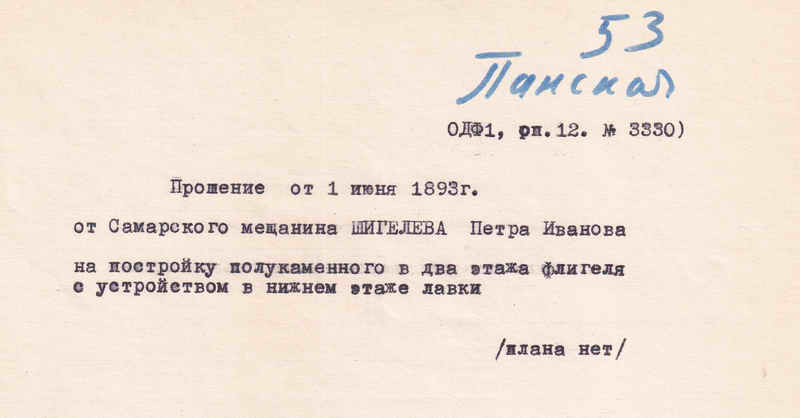 53
Панская
ОДФ1, оп.12. № 3330)
Прошение от 1 июня 1893г.
от Самарского мещанина ШИГЕЛЕВА Петра Иванова
на постройку полукаменного в два этажа флигеля
с устройством в нижнем этаже лавки
/плана нет/